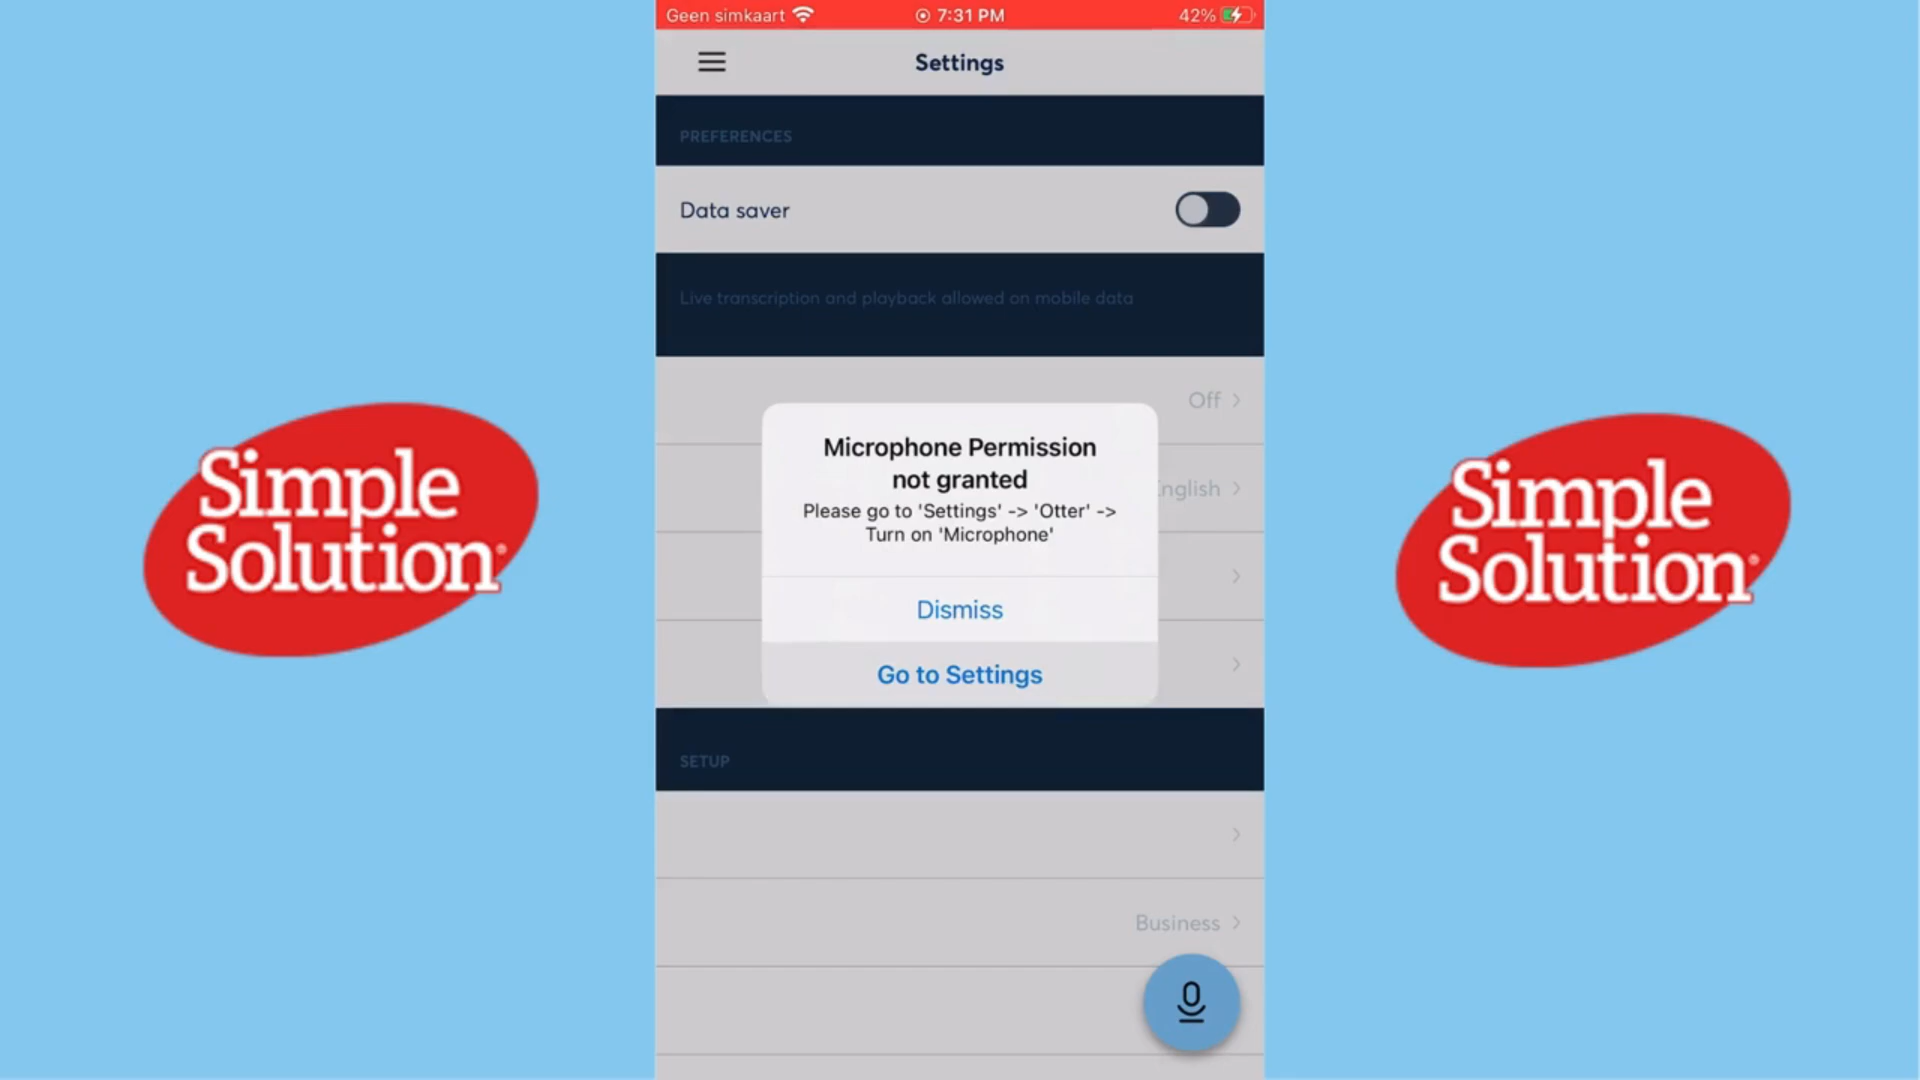 Geen simkaart
7:31 PM
42%
Settings
PREFERENCES
Data saver
Live transcription and playback allowed on mobile data
Off
English
Microphone Permission
not granted
Please go to 'Settings' -> 'Otter' ->
Turn on 'Microphone'
Dismiss
Go to Settings
SETUP
Business
Simple
Solution
Simple
Solution